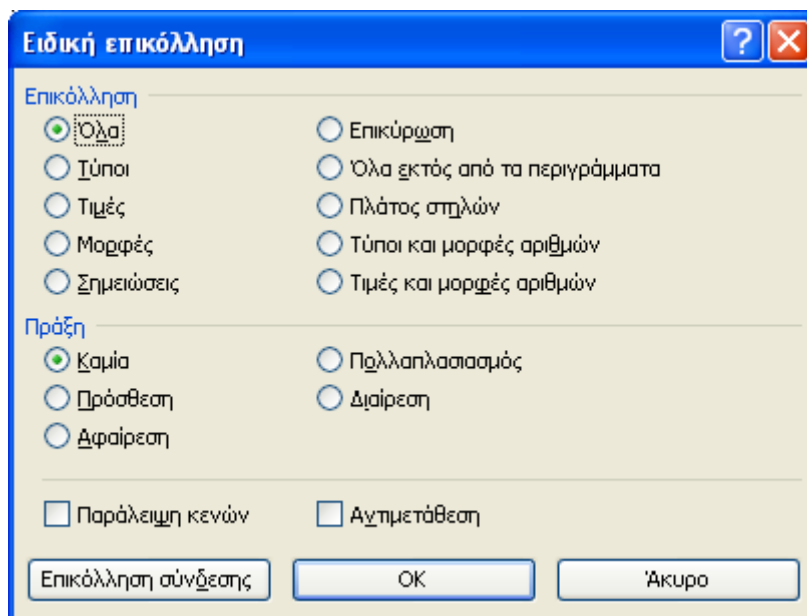 Ειδική επικόλληση
Επικόλληση
Όλα
Επικύρωση
Τύποι
Όλα εκτός από τα περιγράμματα
Τιμές
Πλάτος στηλών
Μορφές
Τύποι και μορφές αριθμών
Σημειώσεις
Τιμές και μορφές αριθμών
Πράξη
Καμία
Πολλαπλασιασμός
Πρόσθεση
Διαίρεση
Αφαίρεση
Παράλειψη κενών
Αντιμετάθεση
Επικόλληση σύνδεσης
OK
Άκυρο